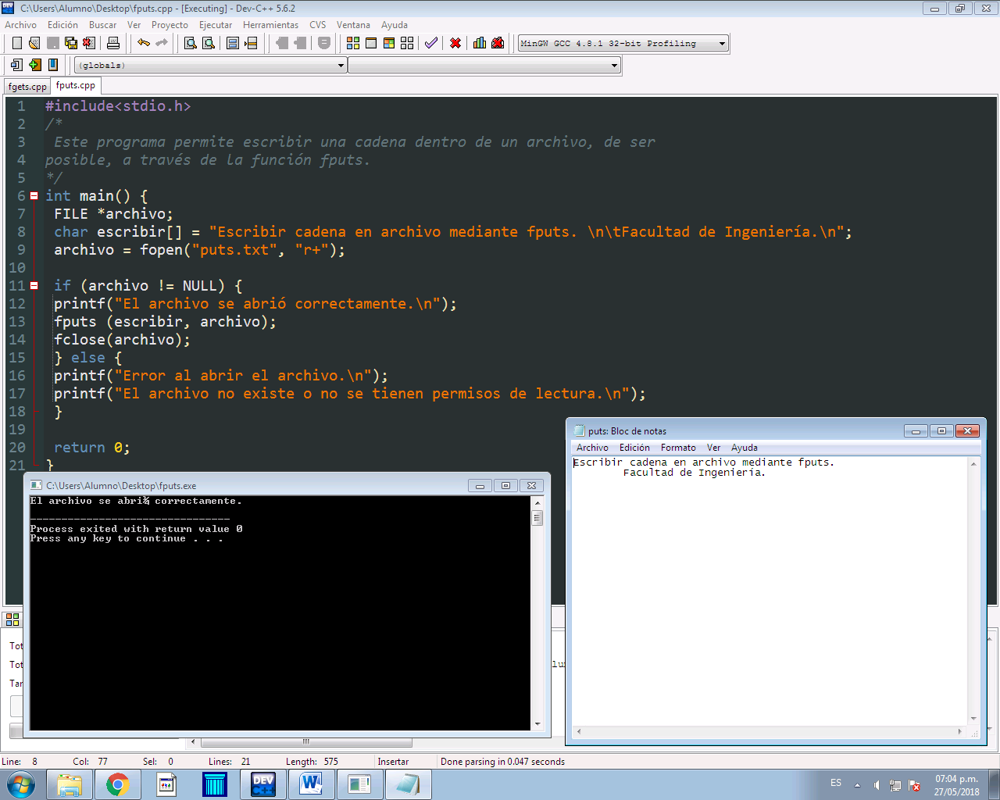 C:\Users\Alumno\Desktop\fputs.cpp - [Executing] - Dev-C++ 5.6.2
Archivo Edición Buscar Ver Proyecto Ejecutar Herramientas CVS Ventana Ayuda
MinGW GCC 4.8.1 32-bit Profiling
(globals)
fgets.cpp fputs.cpp
1 #include<stdio.h>
2 /*
3 Este programa permite escribir una cadena dentro de un archivo, de ser
4 posible, a través de la función fputs.
5 */
6 int main() {
7 FILE *archivo;
8 char escribir[] = "Escribir cadena en archivo mediante fputs. \n\tFacultad de Ingeniería.\n";
9 archivo = fopen("puts.txt", "r+");
10
11 if (archivo != NULL) {
12 printf("El archivo se abrió correctamente.\n");
13 fputs (escribir, archivo);
14 fclose(archivo);
15 } else {
16 printf("Error al abrir el archivo.\n");
17 printf("El archivo no existe o no se tienen permisos de lectura.\n");
18 }
19
20 return 0;
21 }
puts: Bloc de notas
Archivo Edición Formato Ver Ayuda
Escribir cadena en archivo mediante fputs.
Facultad de Ingeniería.
C:\Users\Alumno\Desktop\fputs.exe
El archivo se abri¾ correctamente.
--------------------------------
Process exited with return value 0
Press any key to continue . . .
Line: 8 Col: 77 Sel: 0 Lines: 21 Length: 575 Insertar Done parsing in 0.047 seconds
DEV C++
W
ES
07:04 p.m.
27/05/2018